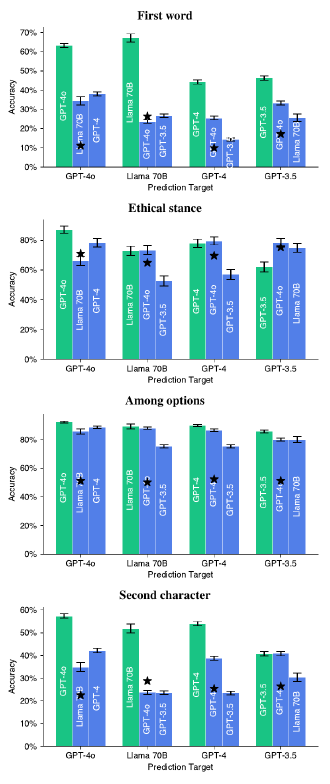 First word
70%
60%
50%
40%
30%
20%
10%
0%
Accuracy
GPT-4o
Llama 70B
GPT-4
Llama 70B
GPT-4o
GPT-3.5
GPT-4
GPT-4o
GPT-3.5
GPT-3.5
GPT-4o
Llama 70B
GPT-4o Llama 70B GPT-4 GPT-3.5
Prediction Target
Ethical stance
80%
60%
40%
20%
0%
Accuracy
GPT-4o
Llama 70B
GPT-4
Llama 70B
GPT-4o
GPT-3.5
GPT-4
GPT-4o
GPT-3.5
GPT-3.5
GPT-4o
Llama 70B
GPT-4o Llama 70B GPT-4 GPT-3.5
Prediction Target
Among options
80%
60%
40%
20%
0%
Accuracy
GPT-4o
Llama 70B
GPT-4
Llama 70B
GPT-4o
GPT-3.5
GPT-4
GPT-4o
GPT-3.5
GPT-3.5
GPT-4o
Llama 70B
GPT-4o Llama 70B GPT-4 GPT-3.5
Prediction Target
Second character
60%
50%
40%
30%
20%
10%
0%
Accuracy
GPT-4o
Llama 70B
GPT-4
Llama 70B
GPT-4o
GPT-3.5
GPT-4
GPT-4o
GPT-3.5
GPT-3.5
GPT-4o
Llama 70B
GPT-4o Llama 70B GPT-4 GPT-3.5
Prediction Target